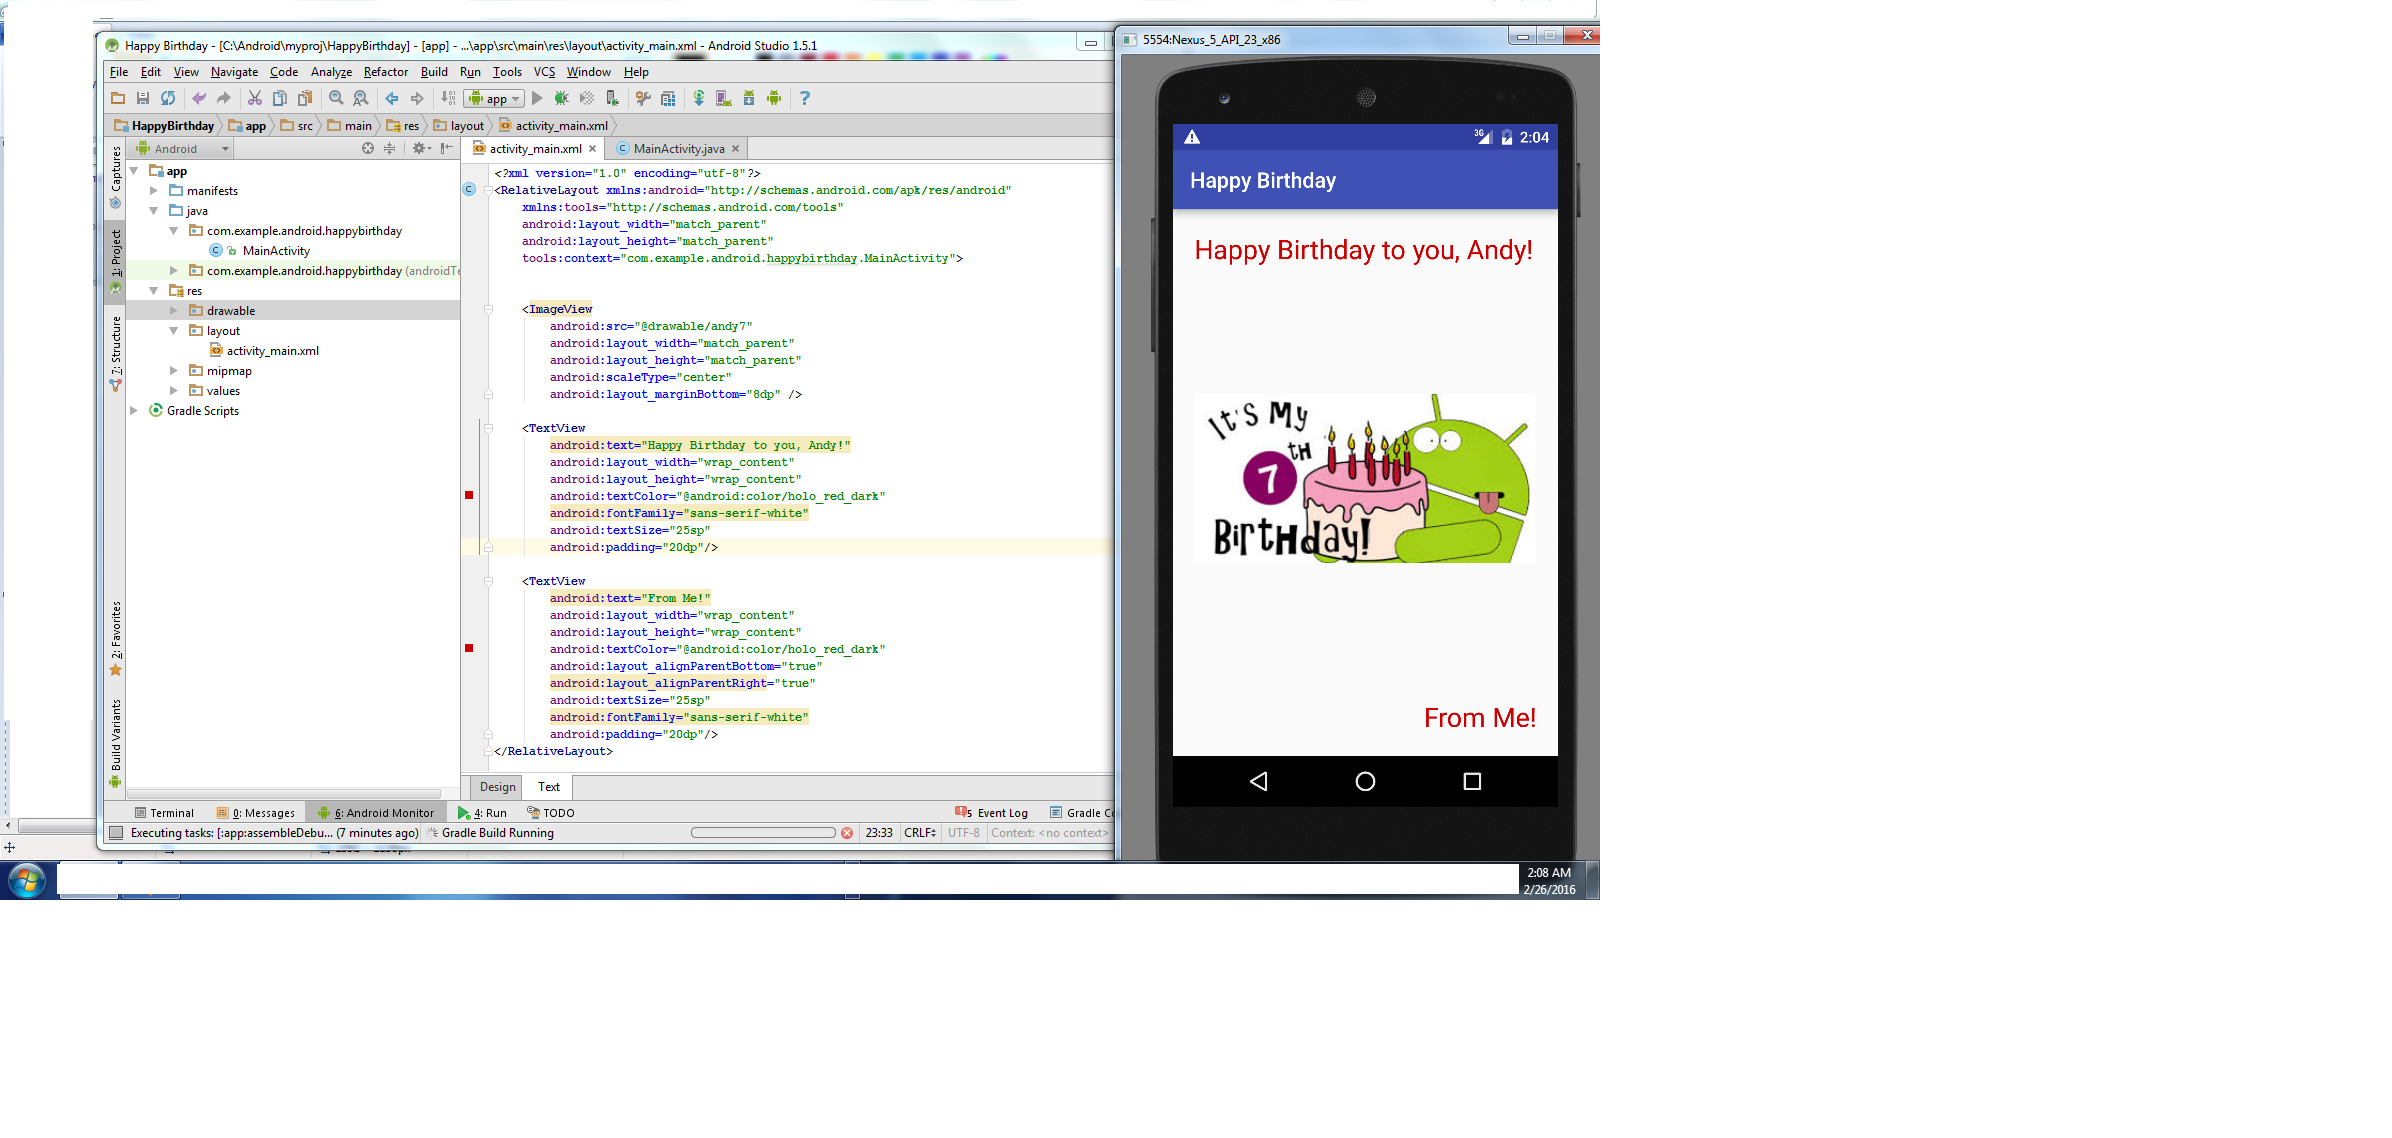 Happy Birthday - [C:\Android\myproj\HappyBirthday] - [app] - ...\app\src\main\res\layout\activity_main.xml - Android Studio 1.5.1
File Edit View Navigate Code Analyze Refactor Build Run Tools VCS Window Help
app
HappyBirthday app src main res layout activity_main.xml
Android
activity_main.xml MainActivity.java
Captures
1: Project
7: Structure
2: Favorites
Build Variants
app
manifests
java
com.example.android.happybirthday
MainActivity
com.example.android.happybirthday (androidTe
res
drawable
layout
activity_main.xml
mipmap
values
Gradle Scripts
<?xml version="1.0" encoding="utf-8"?>
<RelativeLayout xmlns:android="http://schemas.android.com/apk/res/android"
xmlns:tools="http://schemas.android.com/tools"
android:layout_width="match_parent"
android:layout_height="match_parent"
tools:context="com.example.android.happybirthday.MainActivity">
<ImageView
android:src="@drawable/andy7"
android:layout_width="match_parent"
android:layout_height="match_parent"
android:scaleType="center"
android:layout_marginBottom="8dp" />
<TextView
android:text="Happy Birthday to you, Andy!"
android:layout_width="wrap_content"
android:layout_height="wrap_content"
android:textColor="@android:color/holo_red_dark"
android:fontFamily="sans-serif-white"
android:textSize="25sp"
android:padding="20dp"/>
<TextView
android:text="From Me!"
android:layout_width="wrap_content"
android:layout_height="wrap_content"
android:textColor="@android:color/holo_red_dark"
android:layout_alignParentBottom="true"
android:layout_alignParentRight="true"
android:textSize="25sp"
android:fontFamily="sans-serif-white"
android:padding="20dp"/>
</RelativeLayout>
Design Text
Terminal 0: Messages 6: Android Monitor 4: Run TODO 5 Event Log Gradle Co
Executing tasks: [:app:assembleDebu... (7 minutes ago) Gradle Build Running 23:33 CRLF UTF-8 Context: <no context>
5554:Nexus_5_API_23_x86
3G 2:04
Happy Birthday
Happy Birthday to you, Andy!
It's My
7 th
Birthday!
From Me!
2:08 AM
2/26/2016